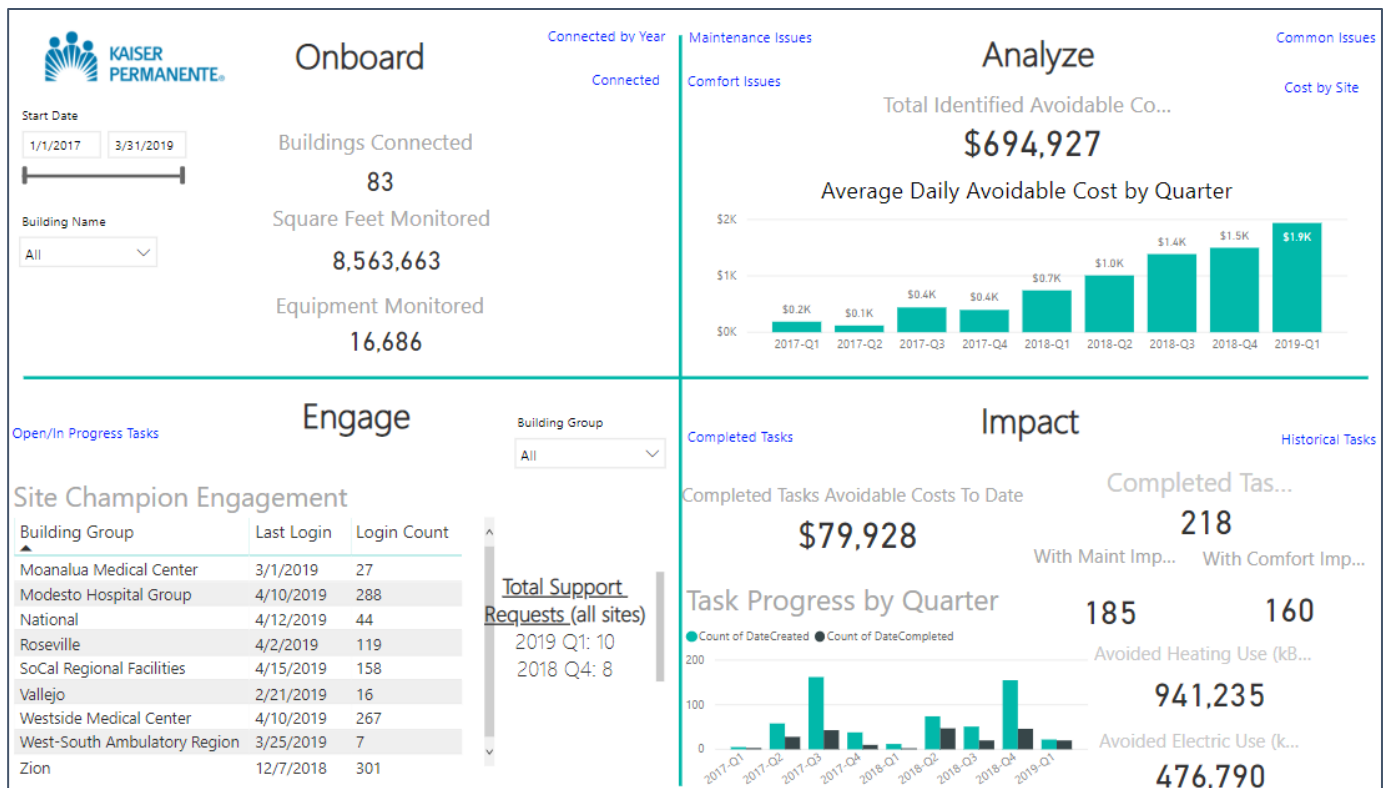 KAISER
PERMANENTE®
Onboard
Connected by Year
Connected
Start Date
1/1/2017 3/31/2019
Building Name
All
Buildings Connected
83
Square Feet Monitored
8,563,663
Equipment Monitored
16,686
Maintenance Issues
Comfort Issues
Analyze
Common Issues
Cost by Site
Total Identified Avoidable Co...
$694,927
Average Daily Avoidable Cost by Quarter
$2K
$1K
$0K
$0.2K $0.1K $0.4K $0.4K $0.7K $1.0K $1.4K $1.5K $1.9K
2017-Q1 2017-Q2 2017-Q3 2017-Q4 2018-Q1 2018-Q2 2018-Q3 2018-Q4 2019-Q1
Open/In Progress Tasks
Engage
Building Group
All
Site Champion Engagement
Building Group Last Login Login Count
Moanalua Medical Center 3/1/2019 27
Modesto Hospital Group 4/10/2019 288
National 4/12/2019 44
Roseville 4/2/2019 119
SoCal Regional Facilities 4/15/2019 158
Vallejo 2/21/2019 16
Westside Medical Center 4/10/2019 267
West-South Ambulatory Region 3/25/2019 7
Zion 12/7/2018 301
Total Support
Requests (all sites)
2019 Q1: 10
2018 Q4: 8
Completed Tasks
Impact
Historical Tasks
Completed Tasks Avoidable Costs To Date
$79,928
Completed Tas...
218
With Maint Imp... With Comfort Imp...
185 160
Task Progress by Quarter
Count of DateCreated Count of DateCompleted
200
100
0
2017-Q1 2017-Q2 2017-Q3 2017-Q4 2018-Q1 2018-Q2 2018-Q3 2018-Q4 2019-Q1
Avoided Heating Use (kB...
941,235
Avoided Electric Use (k...
476,790